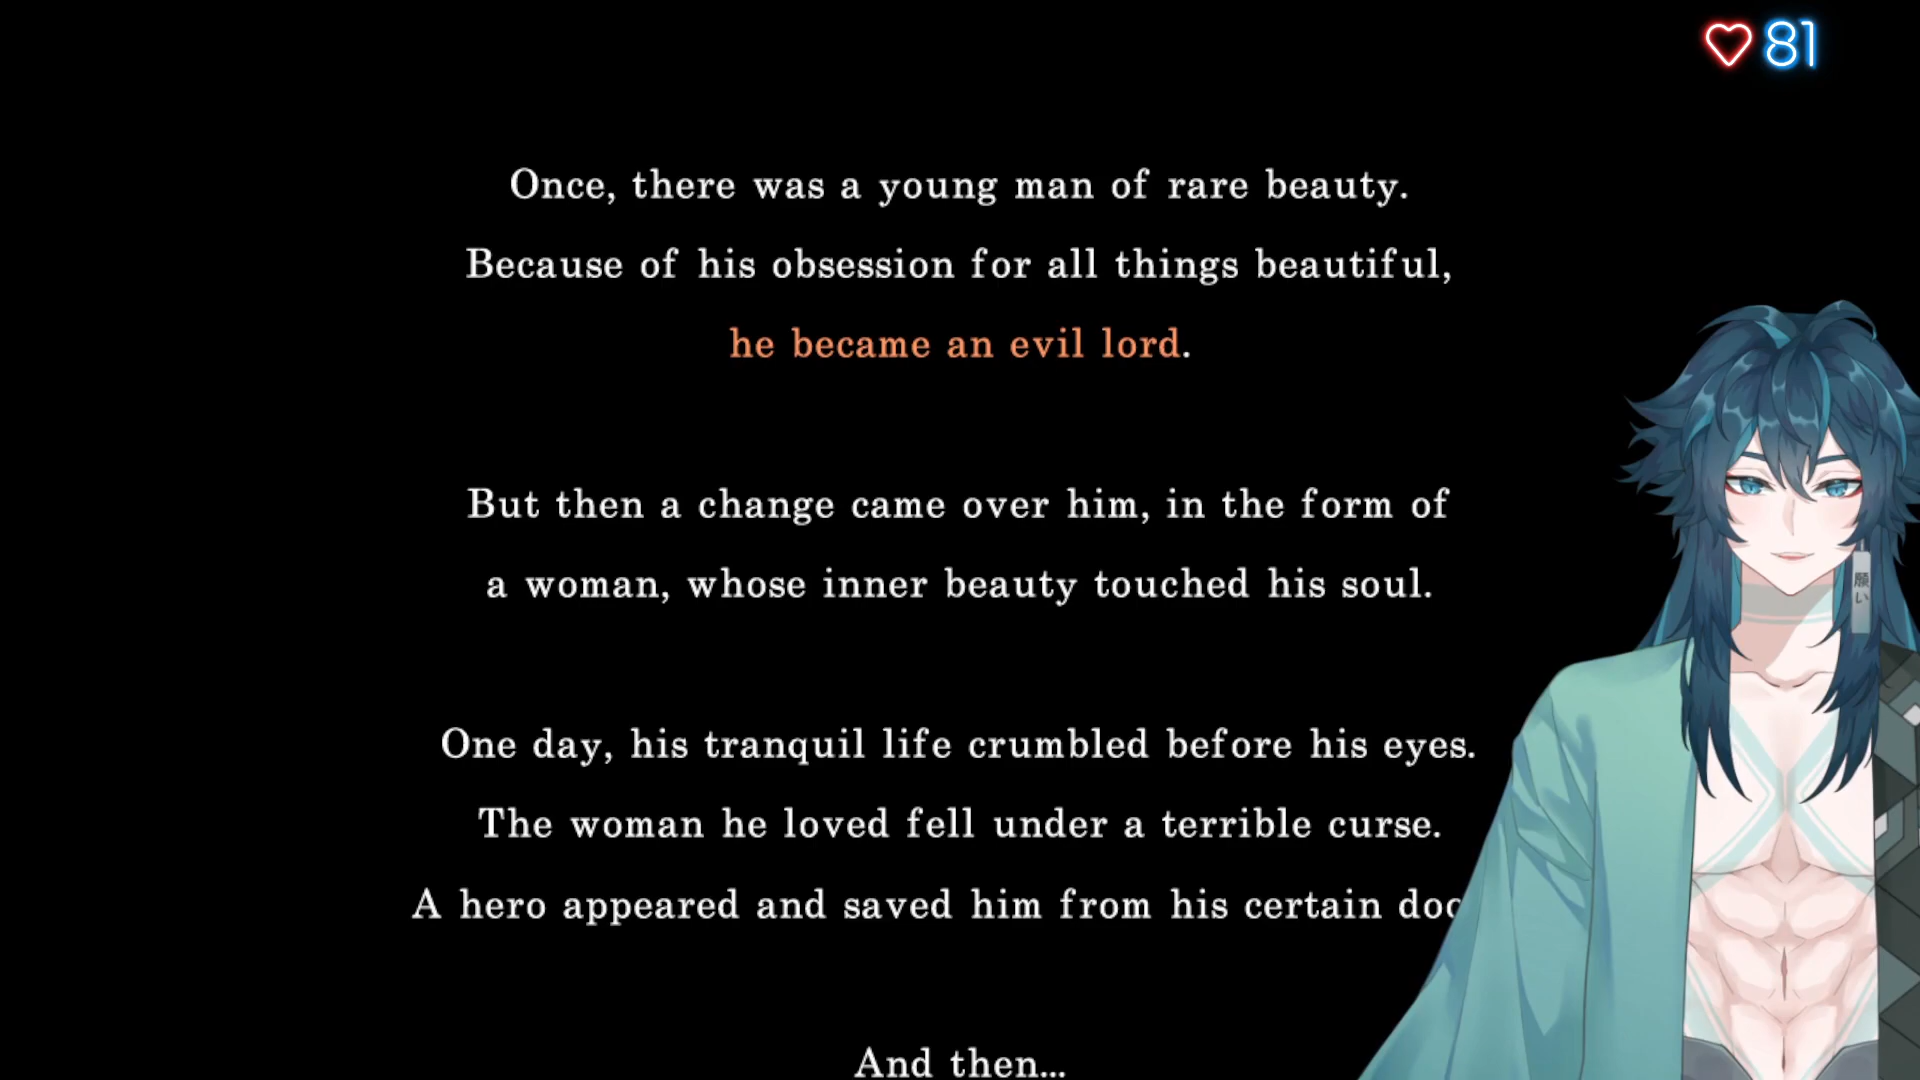 81
Once, there was a young man of rare beauty.
Because of his obsession for all things beautiful,
he became an evil lord.
But then a change came over him, in the form of
a woman, whose inner beauty touched his soul.
One day, his tranquil life crumbled before his eyes.
The woman he loved fell under a terrible curse.
A hero appeared and saved him from his certain
願い
And then...